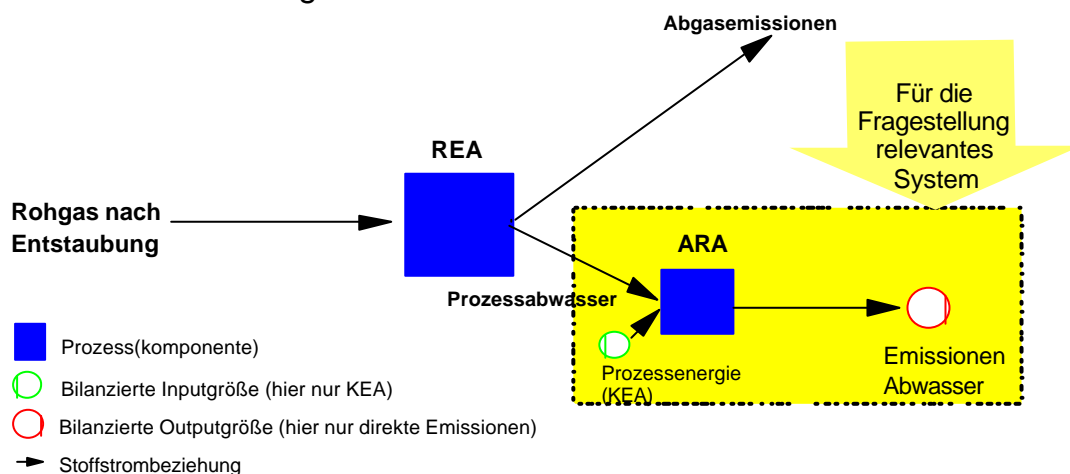 Abgasemissionen
Für die
Fragestellung
relevantes
System
REA
Rohgas nach
Entstaubung
ARA
Prozessabwasser
Prozessenergie
(KEA)
Emissionen
Abwasser
Prozess(komponente)
Bilanzierte Inputgröße (hier nur KEA)
Bilanzierte Outputgröße (hier nur direkte Emissionen)
Stoffstrombeziehung